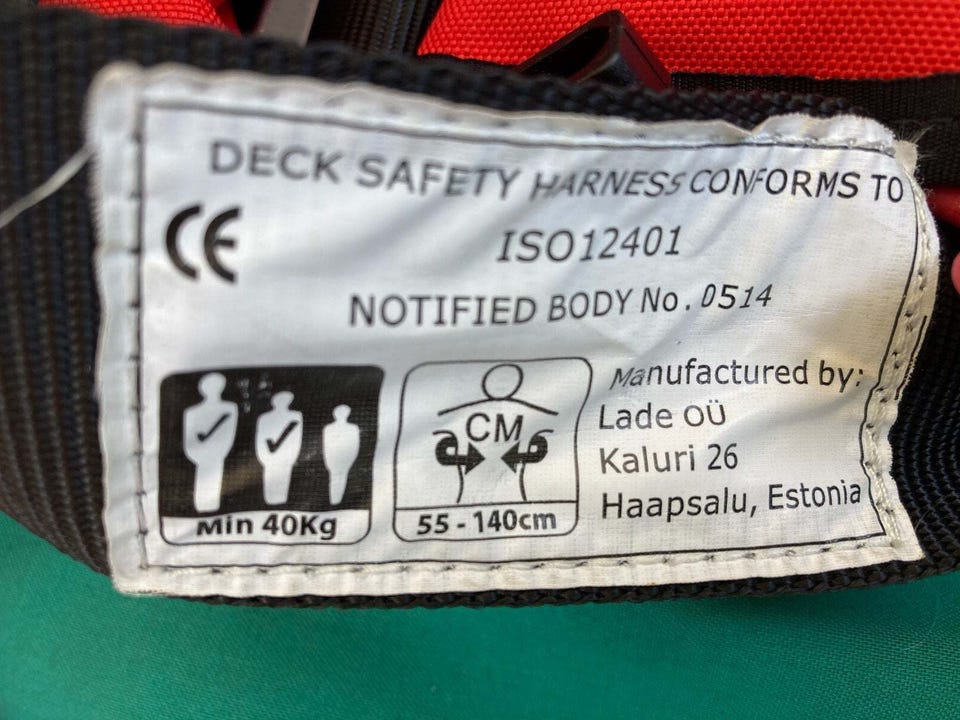 DECK SAFETY HARNESS CONFORMS TO
CE
ISO12401
NOTIFIED BODY No. 0514
Min 40Kg
CM
55 - 140cm
Manufactured by:
Lade OÜ
Kaluri 26
Haapsalu, Estonia